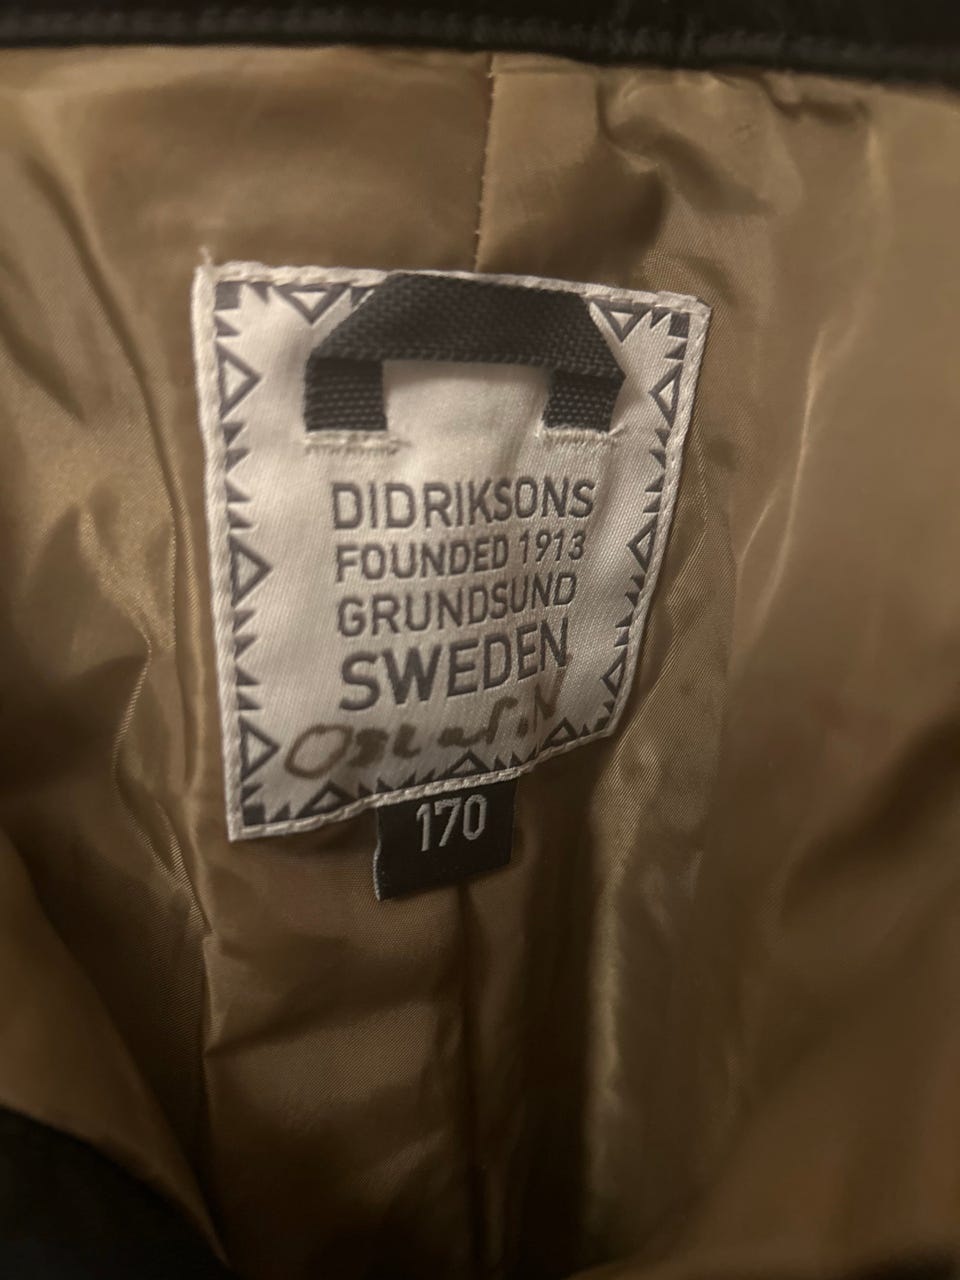 DIDRIKSONS
FOUNDED 1913
GRUNDSUND
SWEDEN
170